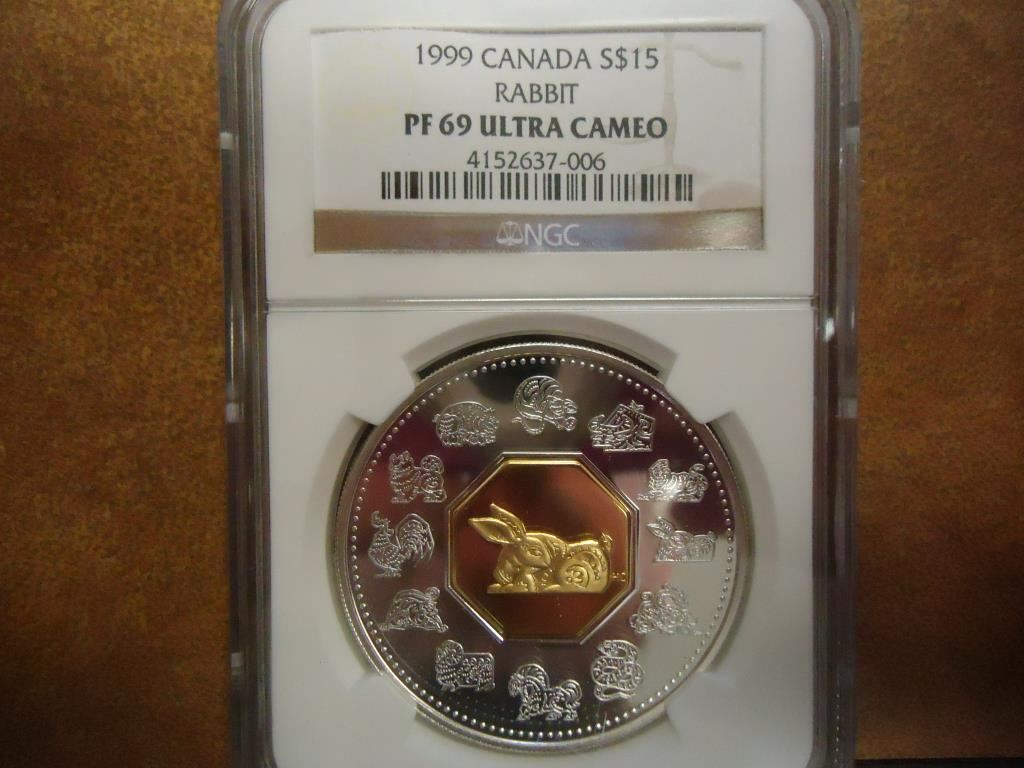 1999 CANADA S$15
RABBIT
PF 69 ULTRA CAMEO
4152637-006
NGC